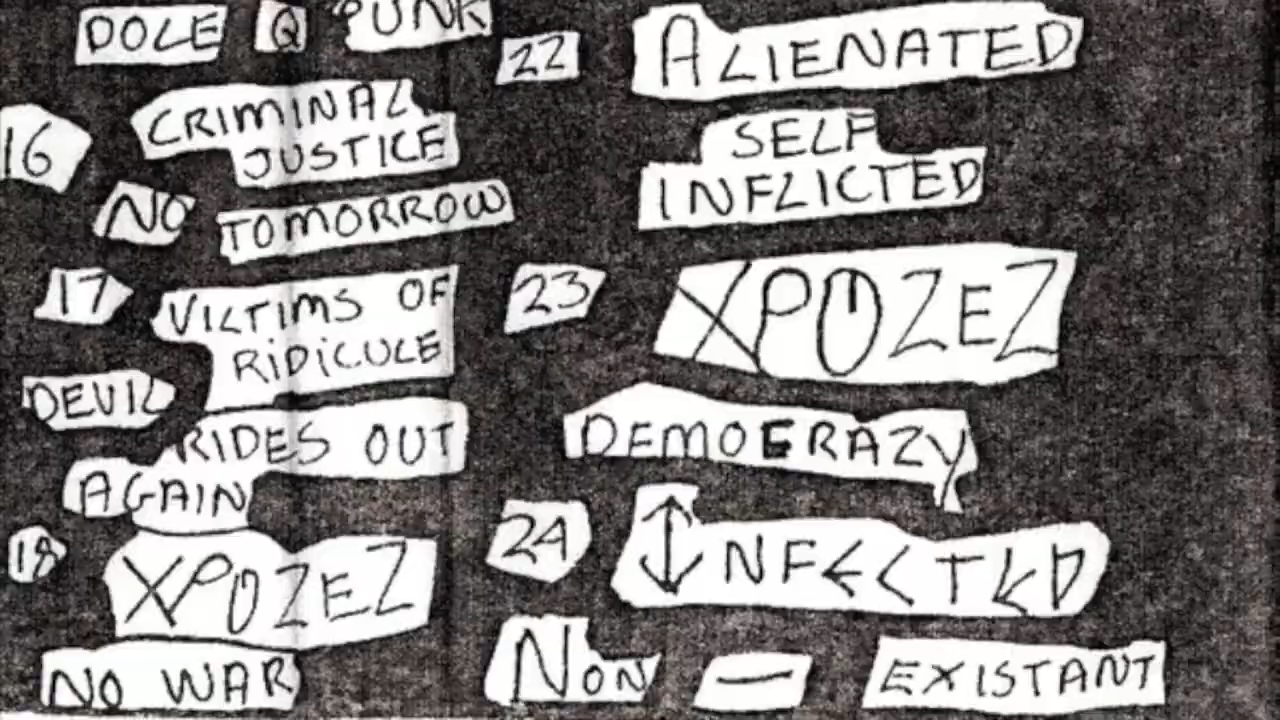 DOLE Q PUNK
16 CRIMINAL
JUSTICE
NO TOMORROW
17 VICTIMS OF
RIDICULE
DEVIL
RIDES OUT
AGAIN
18 XPOZEZ
NO WAR
22 ALIENATED
SELF
INFLICTED
23 XPOZEZ
DEMOCRAZY
24 INFECTED
NON — EXISTANT